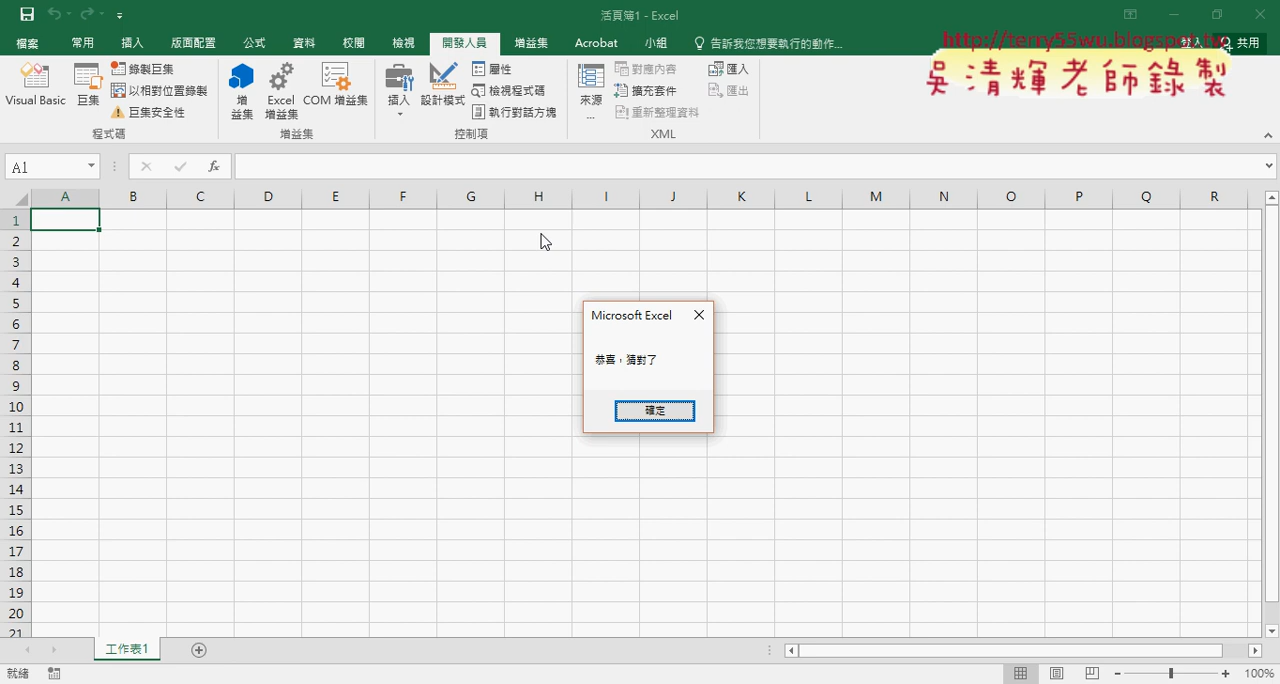 活頁簿1 - Excel
檔案 常用 插入 版面配置 公式 資料 校閱 檢視 開發人員 增益集 Acrobat 小組 告訴我您想要執行的動作... 登入 共用
http://terry55wu.blogspot.tw
吳清輝老師錄製
Visual Basic 巨集 錄製巨集 以相對位置錄製 巨集安全性
程式碼
增益集 Excel 增益集 COM 增益集
增益集
插入 設計模式 屬性 檢視程式碼 執行對話方塊
控制項
來源... 對應內容 擴充套件 重新整理資料 匯入 匯出
XML
A1 fx
A B C D E F G H I J K L M N O P Q R
1
2
3
4
5
6
7
8
9
10
11
12
13
14
15
16
17
18
19
20
21
Microsoft Excel
恭喜，猜對了
確定
工作表1
就緒 100%